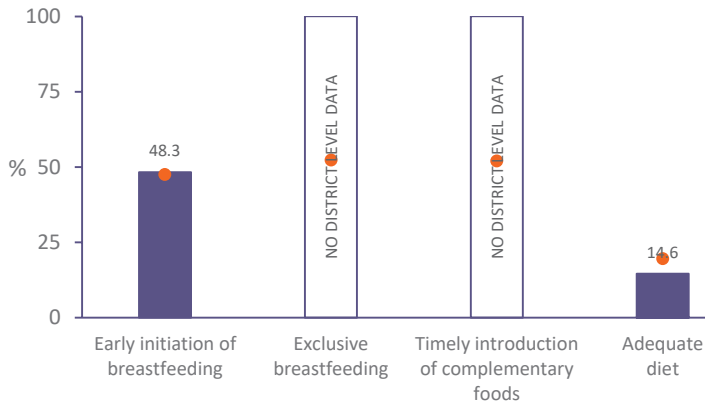 100
75
50
25
0
%
48.3
NO DISTRICT LEVEL DATA
NO DISTRICT LEVEL DATA
14.6
Early initiation of
breastfeeding
Exclusive
breastfeeding
Timely introduction
of complementary
foods
Adequate
diet